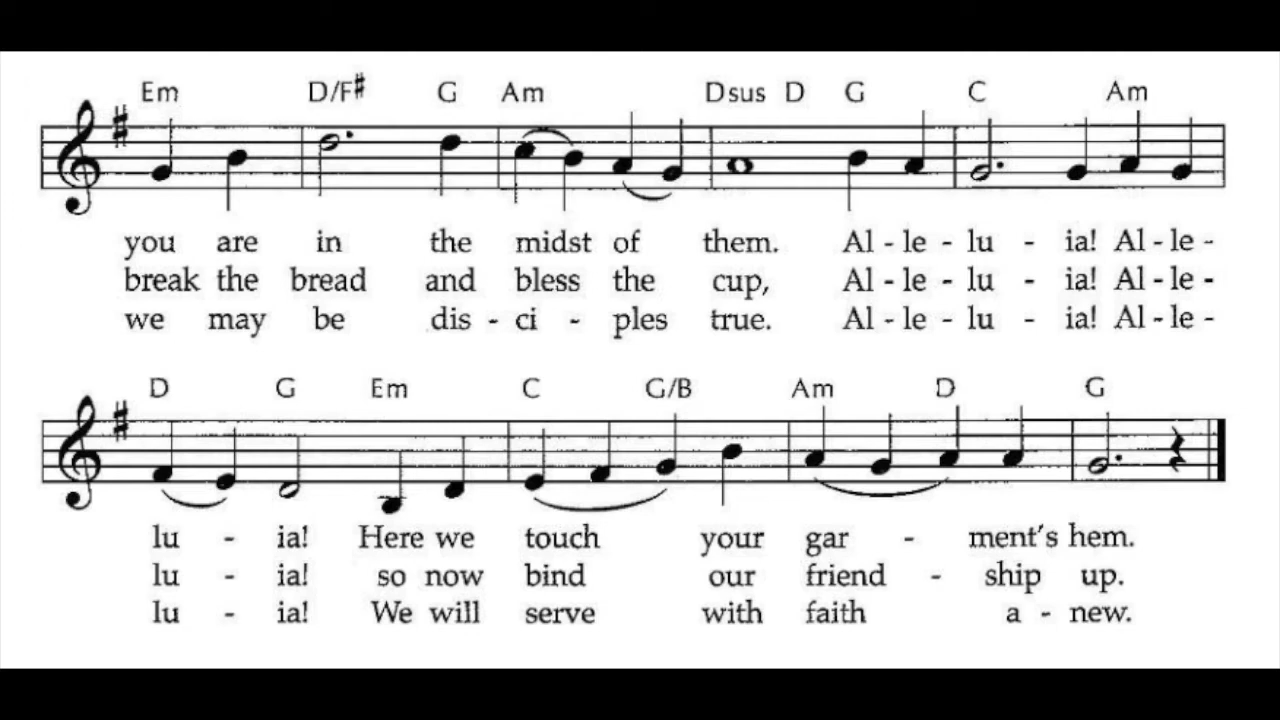 Em D/F♯ G Am Dsus D G C Am
you are in the midst of them. Al - le - lu - ia! Al - le -
break the bread and bless the cup, Al - le - lu - ia! Al - le -
we may be dis - ci - ples true. Al - le - lu - ia! Al - le -
D G Em C G/B Am D G
lu - ia! Here we touch your gar - ment's hem.
lu - ia! so now bind our friend - ship up.
lu - ia! We will serve with faith a - new.